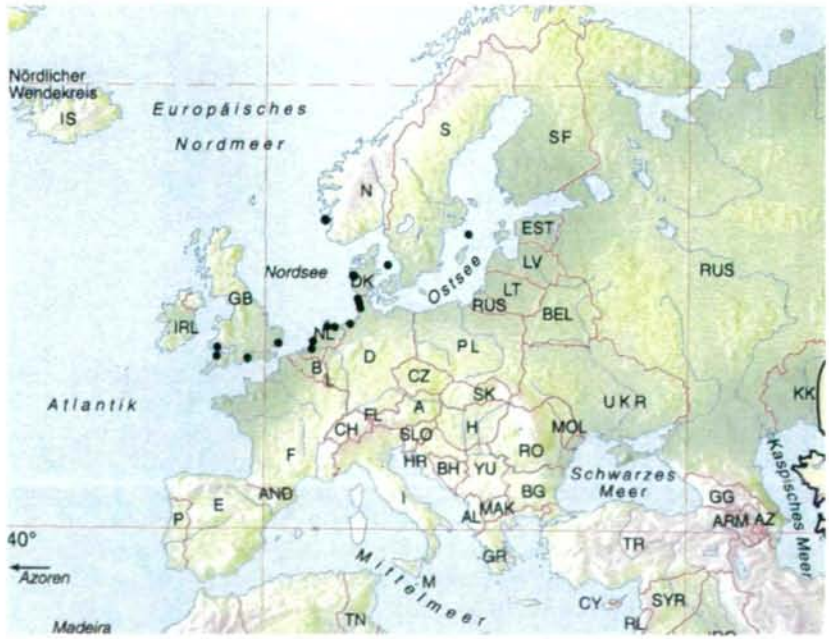 Nördlicher
Wendekreis
IS
Europäisches
Nordmeer
S
SF
N
EST
Nordsee
DK
Ostsee
LV
RUS
GB
LT
RUS
BEL
IRL
NL
D
PL
B
L
CZ
KK
SK
UKR
Atlantik
FL
A
CH
H
MOL
SLO
RO
F
HR
BH
YU
Schwarzes
Meer
Kaspisches Meer
AND
BG
GG
P
E
I
MAK
AL
ARM
AZ
40°
Mittelmeer
GR
TR
Azoren
M
CY
SYR
Madeira
TN
RL